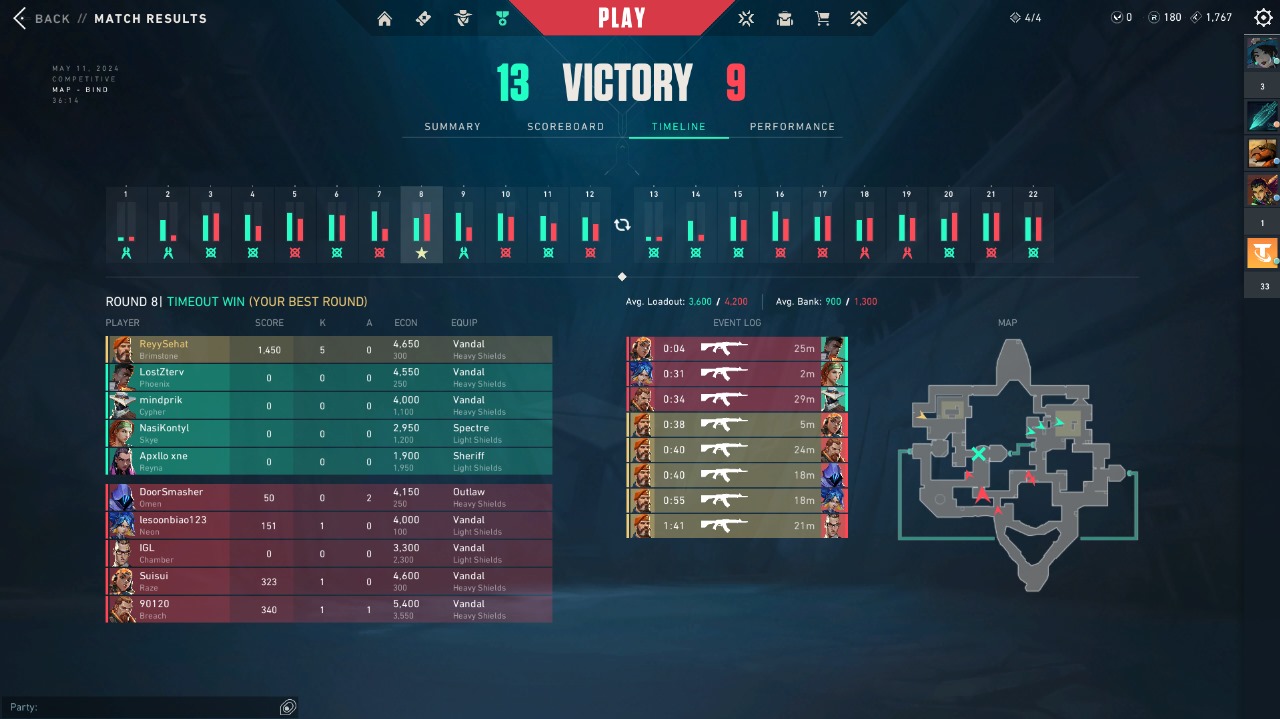 BACK // MATCH RESULTS
PLAY
4/4
0
180
1,767
MAY 11, 2024
COMPETITIVE
MAP - BIND
36:14
13 VICTORY 9
SUMMARY SCOREBOARD TIMELINE PERFORMANCE
3
1
33
1 2 3 4 5 6 7 8 9 10 11 12 13 14 15 16 17 18 19 20 21 22
ROUND 8| TIMEOUT WIN (YOUR BEST ROUND)
Avg. Loadout: 3,600 / 4,200 Avg. Bank: 900 / 1,300
PLAYER SCORE K A ECON EQUIP
ReyySehat 1,450 5 0 4,650 Vandal
Brimstone 300 Heavy Shields
LostZterv 0 0 0 4,550 Vandal
Phoenix 250 Heavy Shields
mindprik 0 0 0 4,000 Vandal
Cypher 1,100 Heavy Shields
NasiKontyl 0 0 0 2,950 Spectre
Skye 1,200 Light Shields
Apxllo xne 0 0 0 1,900 Sheriff
Reyna 1,950 Light Shields
DoorSmasher 50 0 2 4,150 Outlaw
Omen 250 Heavy Shields
lesoonbiao123 151 1 0 4,000 Vandal
Neon 100 Light Shields
IGL 0 0 0 3,300 Vandal
Chamber 2,300 Light Shields
Suisui 323 1 0 4,600 Vandal
Raze 300 Heavy Shields
90120 340 1 1 5,400 Vandal
Breach 3,550 Heavy Shields
EVENT LOG
0:04 25m
0:31 2m
0:34 29m
0:38 5m
0:40 24m
0:40 18m
0:55 18m
1:41 21m
MAP
Party: